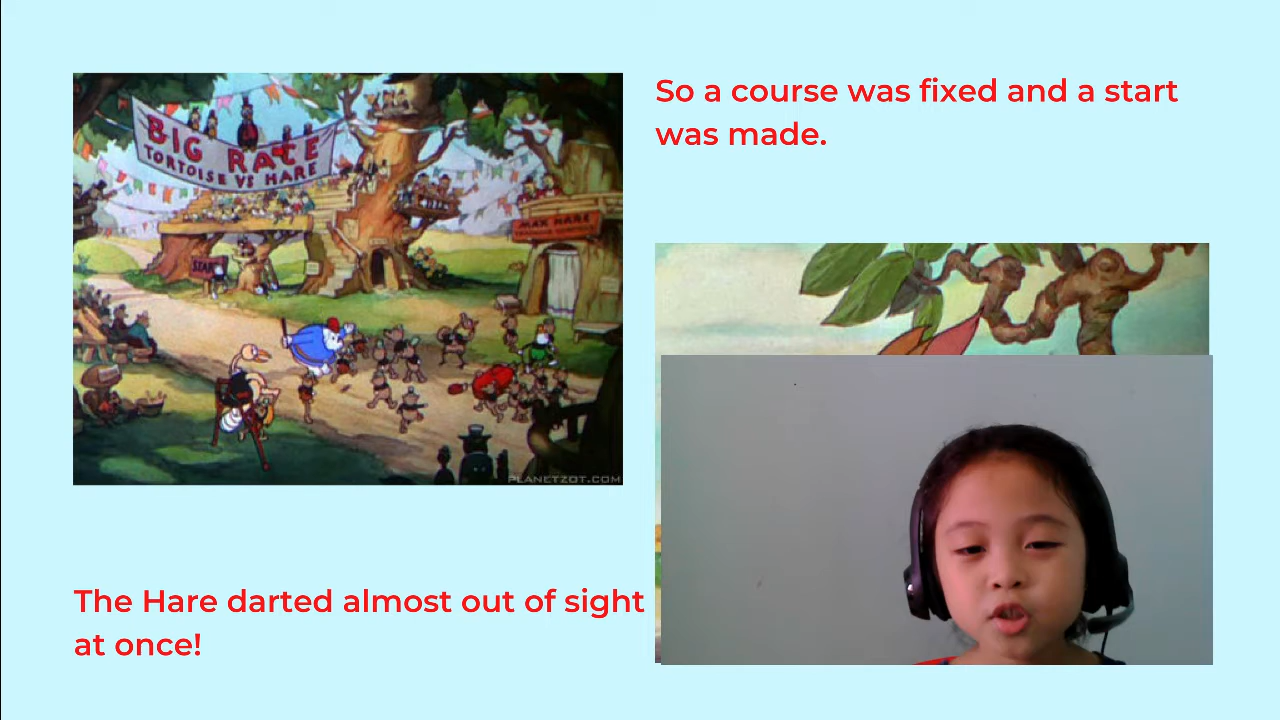 So a course was fixed and a start
was made.
BIG RACE
TORTOISE VS HARE
MAX HARE
START
PLANETZOT.COM
The Hare darted almost out of sight
at once!